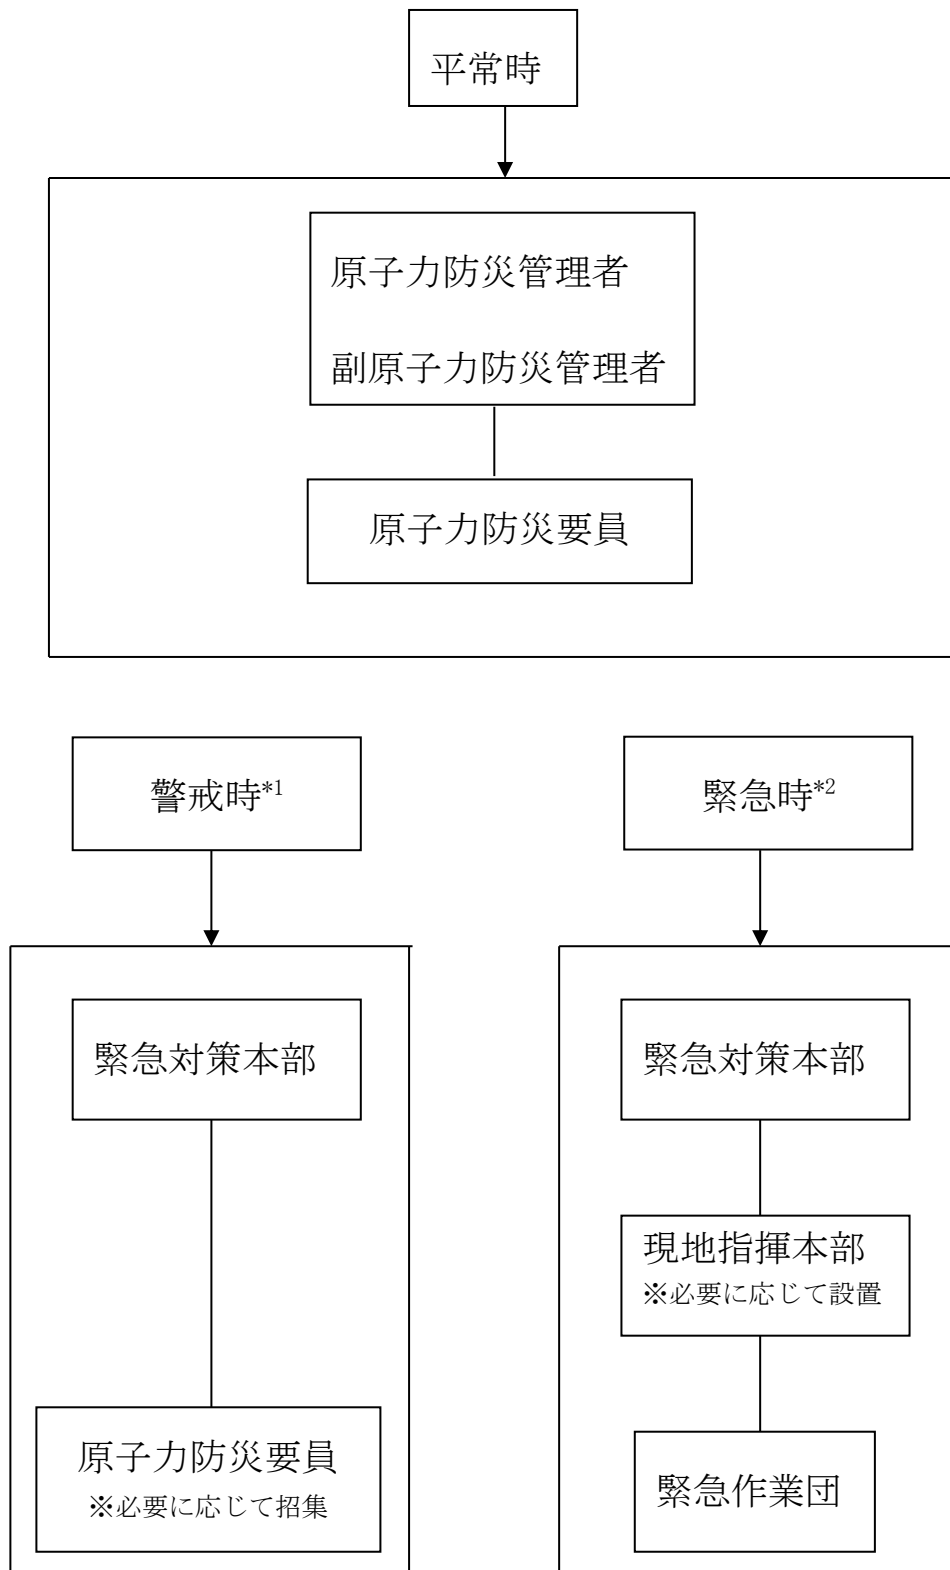 平常時
原子力防災管理者
副原子力防災管理者
原子力防災要員
警戒時*1
緊急時*2
緊急対策本部
緊急対策本部
現地指揮本部
※必要に応じて設置
原子力防災要員
※必要に応じて招集
緊急作業団